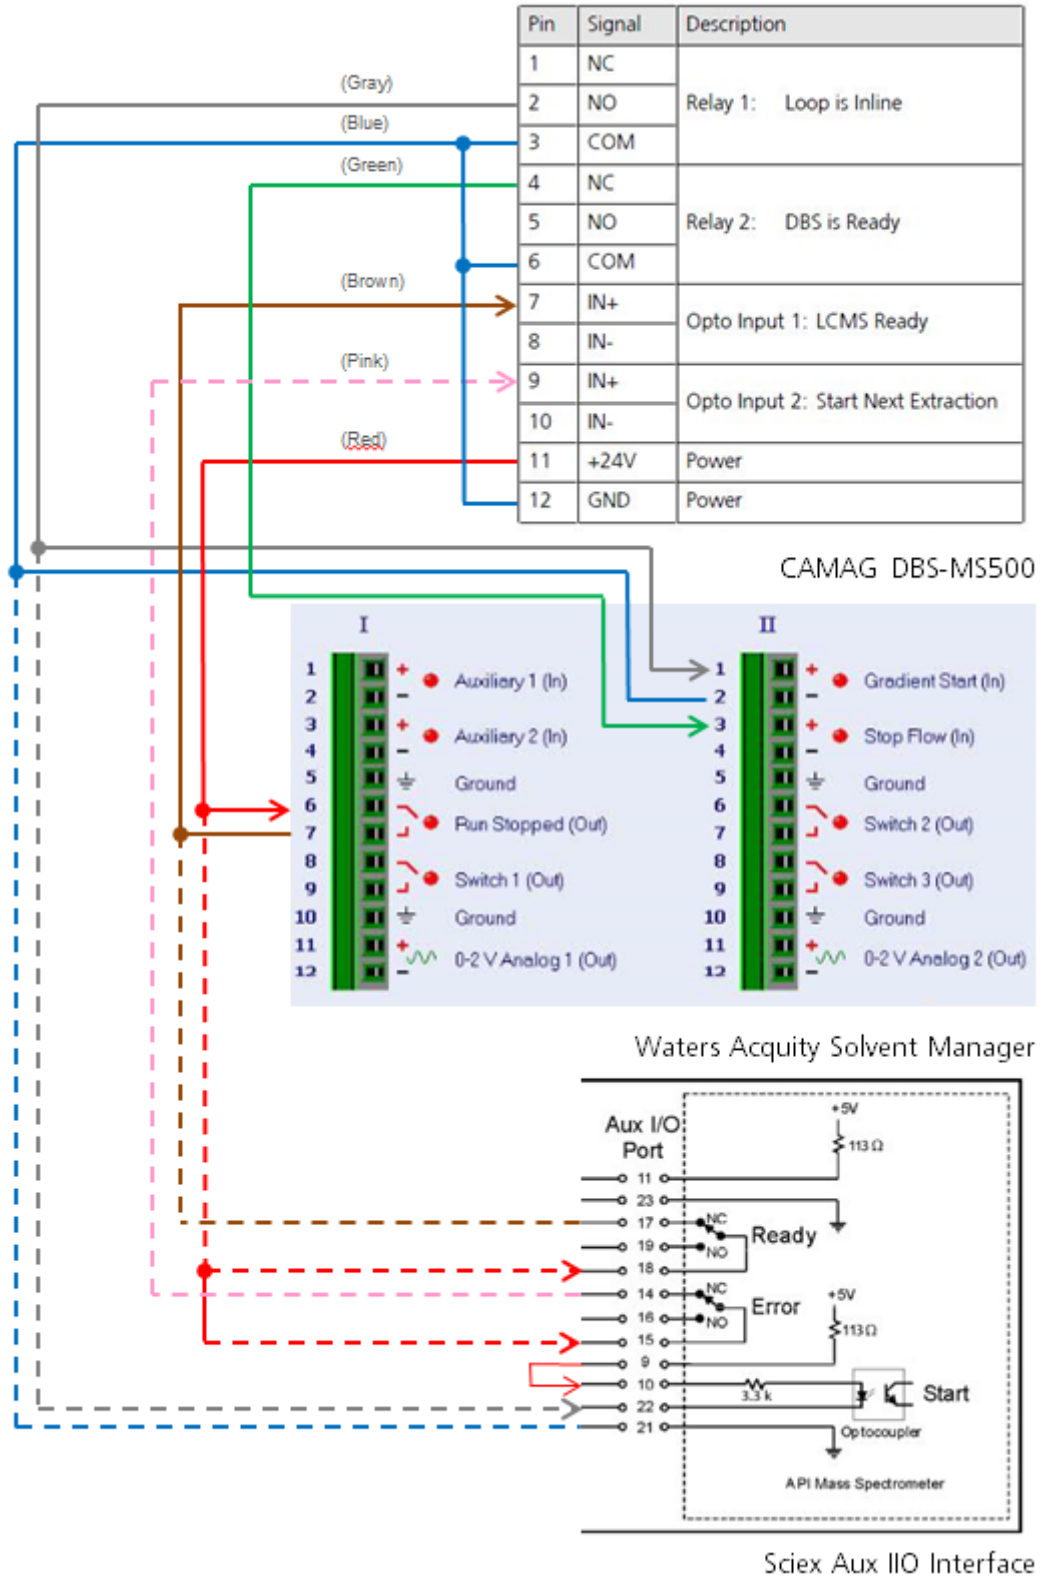 Pin Signal Description
1 NC
(Gray)
2 NO Relay 1: Loop is Inline
(Blue)
3 COM
(Green)
4 NC
5 NO Relay 2: DBS is Ready
6 COM
(Brown)
7 IN+
Opto Input 1: LCMS Ready
8 IN-
(Pink)
9 IN+
Opto Input 2: Start Next Extraction
10 IN-
(Red)
11 +24V Power
12 GND Power
CAMAG DBS-MS500
I
1 + Auxiliary 1 (In)
2 -
3 + Auxiliary 2 (In)
4 -
5 Ground
6 Run Stopped (Out)
7
8 Switch 1 (Out)
9
10 Ground
11 + 0-2 V Analog 1 (Out)
12 -
II
1 + Gradient Start (In)
2 -
3 + Stop Flow (In)
4 -
5 Ground
6 Switch 2 (Out)
7
8 Switch 3 (Out)
9
10 Ground
11 + 0-2 V Analog 2 (Out)
12 -
Waters Acquity Solvent Manager
Aux I/O
Port
+5V
113 Ω
11
23
17 NC
Ready
19 NO
18
14 NC
Error
+5V
16 NO
113 Ω
15
9
10 3.3 k
Start
22
21
Optocoupler
API Mass Spectrometer
Sciex Aux IIO Interface